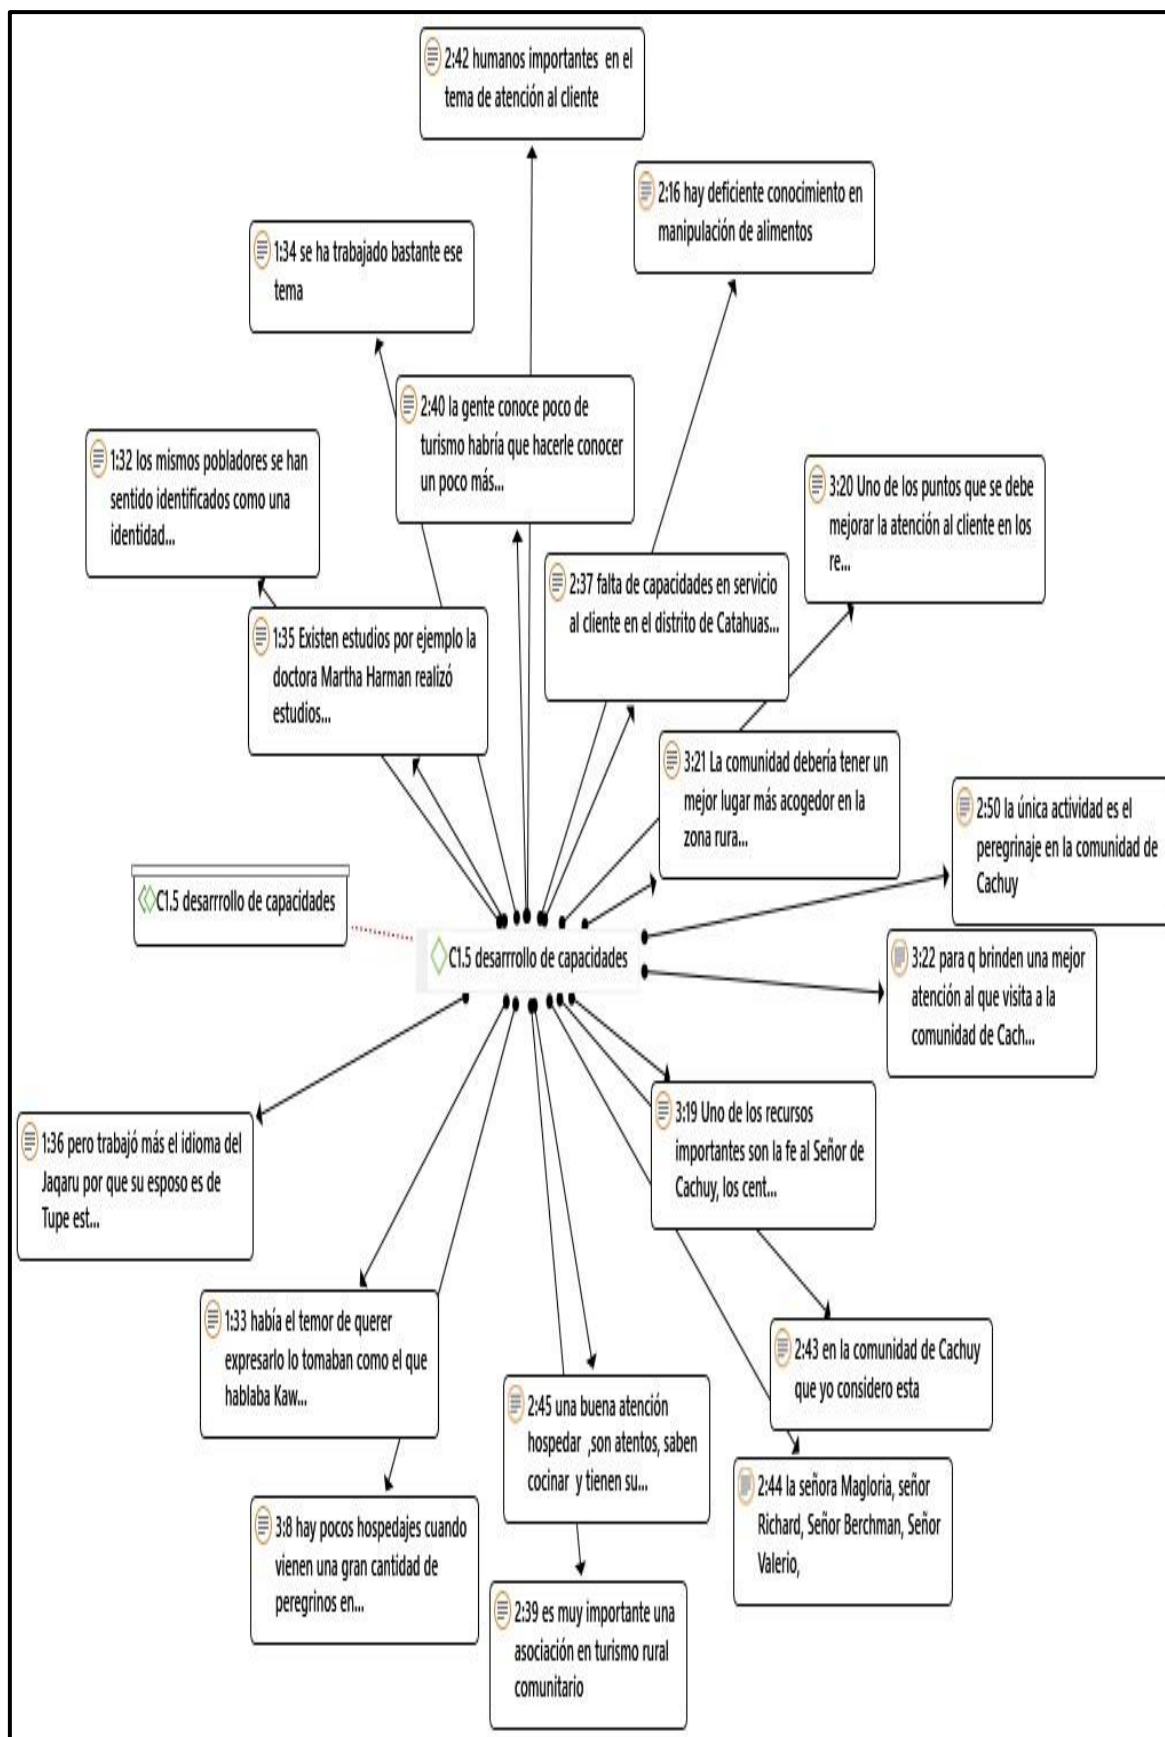 2:42 humanos importantes en el
tema de atención al cliente
2:16 hay deficiente conocimiento en
manipulación de alimentos
1:34 se ha trabajado bastante ese
tema
2:40 la gente conoce poco de
turismo habría que hacerle conocer
un poco más...
1:32 los mismos pobladores se han
sentido identificados como una
identidad...
3:20 Uno de los puntos que se debe
mejorar la atención al cliente en los
re...
2:37 falta de capacidades en servicio
al cliente en el distrito de Catahuas...
1:35 Existen estudios por ejemplo la
doctora Martha Harman realizó
estudios...
3:21 La comunidad debería tener un
mejor lugar más acogedor en la
zona rura...
2:50 la única actividad es el
peregrinaje en la comunidad de
Cachuy
C1.5 desarrrollo de capacidades
C1.5 desarrrollo de capacidades
3:22 para q brinden una mejor
atención al que visita a la
comunidad de Cach...
3:19 Uno de los recursos
importantes son la fe al Señor de
Cachuy, los cent...
1:36 pero trabajó más el idioma del
Jaqaru por que su esposo es de
Tupe est...
1:33 había el temor de querer
expresarlo lo tomaban como el que
hablaba Kaw...
2:43 en la comunidad de Cachuy
que yo considero esta
2:45 una buena atención
hospedar ,son atentos, saben
cocinar y tienen su...
2:44 la señora Magloria, señor
Richard, Señor Berchman, Señor
Valerio,
3:8 hay pocos hospedajes cuando
vienen una gran cantidad de
peregrinos en...
2:39 es muy importante una
asociación en turismo rural
comunitario